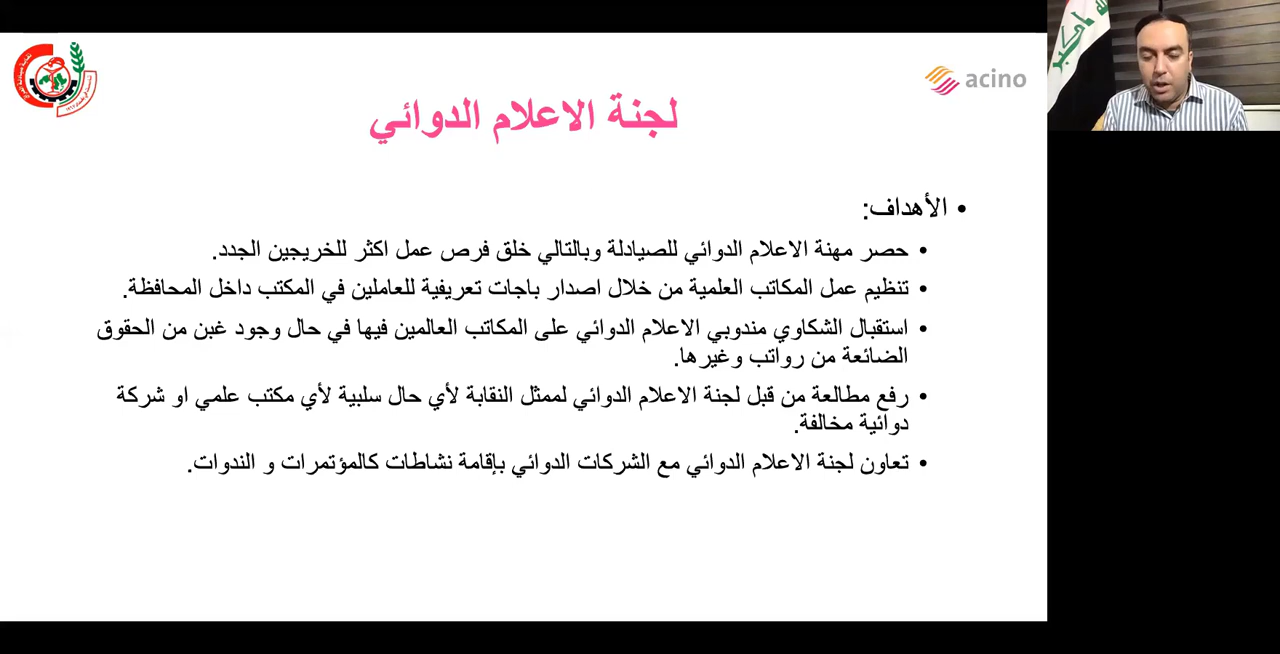 acino
لجنة الاعلام الدوائي
• الأهداف:
• حصر مهنة الاعلام الدوائي للصيادلة وبالتالي خلق فرص عمل اكثر للخريجين الجدد.
• تنظيم عمل المكاتب العلمية من خلال اصدار باجات تعريفية للعاملين في المكتب داخل المحافظة.
• استقبال الشكاوي مندوبي الاعلام الدوائي على المكاتب العالمين فيها في حال وجود غبن من الحقوق
الضائعة من رواتب وغيرها.
• رفع مطالعة من قبل لجنة الاعلام الدوائي لممثل النقابة لأي حال سلبية لأي مكتب علمي او شركة
دوائية مخالفة.
• تعاون لجنة الاعلام الدوائي مع الشركات الدوائي بإقامة نشاطات كالمؤتمرات و الندوات.